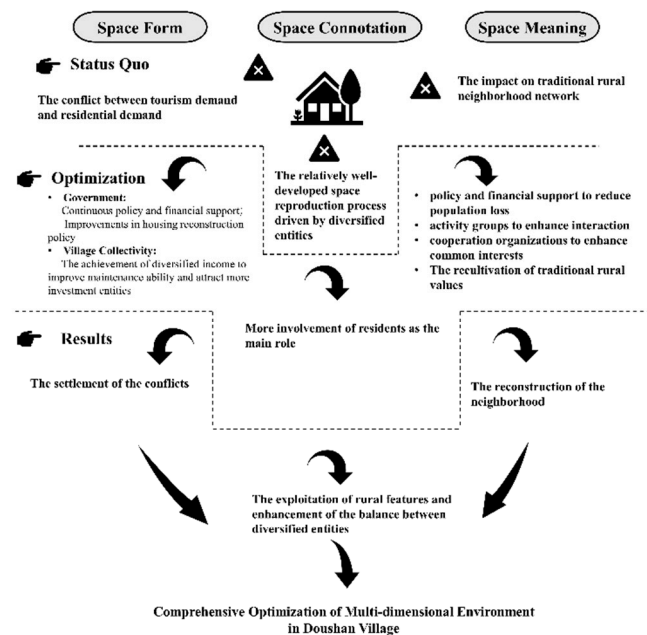 Space Form
Space Connotation
Space Meaning
Status Quo
The conflict between tourism demand
and residential demand
The impact on traditional rural
neighborhood network
Optimization
• Government:
Continuous policy and financial support;
Improvements in housing reconstruction
policy
• Village Collectivity:
The achievement of diversified income to
improve maintenance ability and attract more
investment entities
The relatively well-
developed space
reproduction process
driven by diversified
entities
• policy and financial support to reduce
population loss
• activity groups to enhance interaction
• cooperation organizations to enhance
common interests
• The recultivation of traditional rural
values
More involvement of residents as the
main role
Results
The settlement of the conflicts
The reconstruction of the
neighborhood
The exploitation of rural features and
enhancement of the balance between
diversified entities
Comprehensive Optimization of Multi-dimensional Environment
in Doushan Village